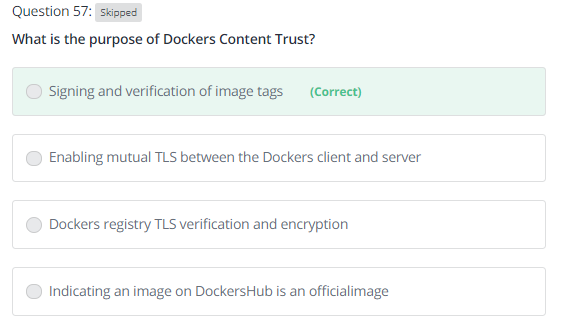 Question 57: Skipped
What is the purpose of Dockers Content Trust?
Signing and verification of image tags (Correct)
Enabling mutual TLS between the Dockers client and server
Dockers registry TLS verification and encryption
Indicating an image on DockersHub is an officialimage